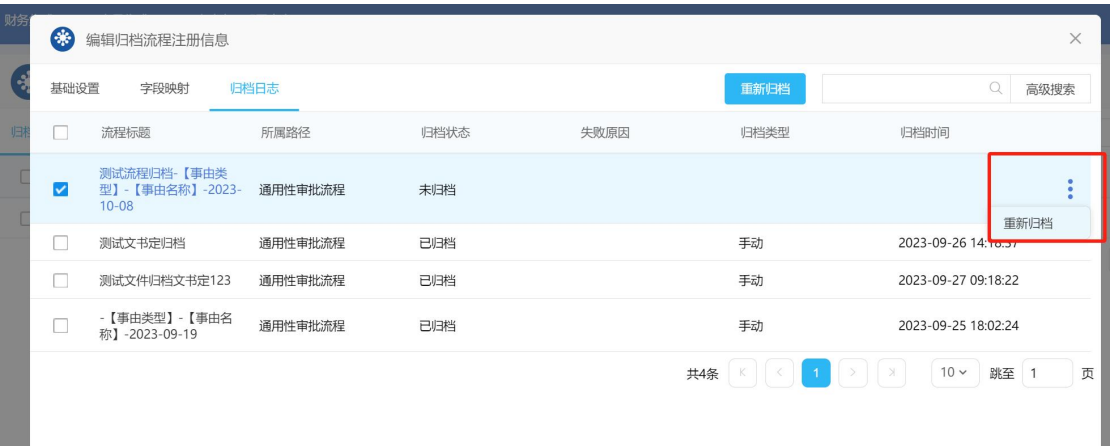 财务
编辑归档流程注册信息
基础设置 字段映射 归档日志 重新归档 高级搜索
归档
流程标题 所属路径 归档状态 失败原因 归档类型 归档时间
测试流程归档-【事由类
型】-【事由名称】-2023-
10-08
通用性审批流程 未归档
重新归档
测试文书定归档 通用性审批流程 已归档 手动 2023-09-26 14:18:37
测试文件归档文书定123 通用性审批流程 已归档 手动 2023-09-27 09:18:22
-【事由类型】-【事由名
称】-2023-09-19
通用性审批流程 已归档 手动 2023-09-25 18:02:24
共4条 1 10 跳至 1 页